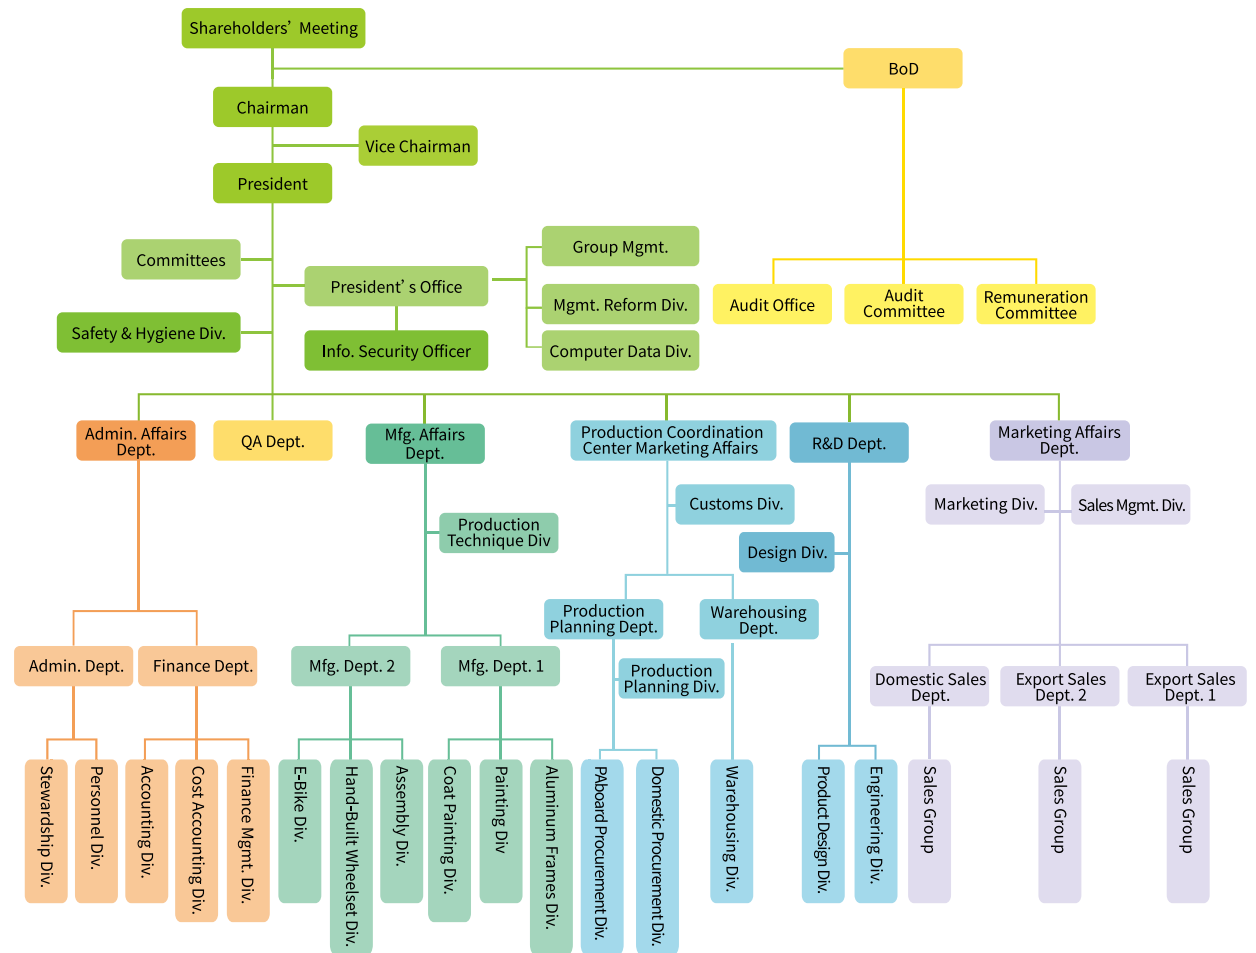 Shareholders’ Meeting
BoD
Chairman
Vice Chairman
President
Committees
Group Mgmt.
President’s Office
Mgmt. Reform Div.
Audit Office
Audit
Committee
Remuneration
Committee
Safety & Hygiene Div.
Info. Security Officer
Computer Data Div.
Admin. Affairs
Dept.
QA Dept.
Mfg. Affairs
Dept.
Production Coordination
Center Marketing Affairs
R&D Dept.
Marketing Affairs
Dept.
Customs Div.
Marketing Div.
Sales Mgmt. Div.
Production
Technique Div
Design Div.
Production
Planning Dept.
Warehousing
Dept.
Admin. Dept.
Finance Dept.
Mfg. Dept. 2
Mfg. Dept. 1
Production
Planning Div.
Domestic Sales
Dept.
Export Sales
Dept. 2
Export Sales
Dept. 1
Stewardship Div.
Personnel Div.
Accounting Div.
Cost Accounting Div.
Finance Mgmt. Div.
E-Bike Div.
Hand-Built Wheelset Div.
Assembly Div.
Coat Painting Div.
Painting Div
Aluminum Frames Div.
PAboard Procurement Div.
Domestic Procurement Div.
Warehousing Div.
Product Design Div.
Engineering Div.
Sales Group
Sales Group
Sales Group